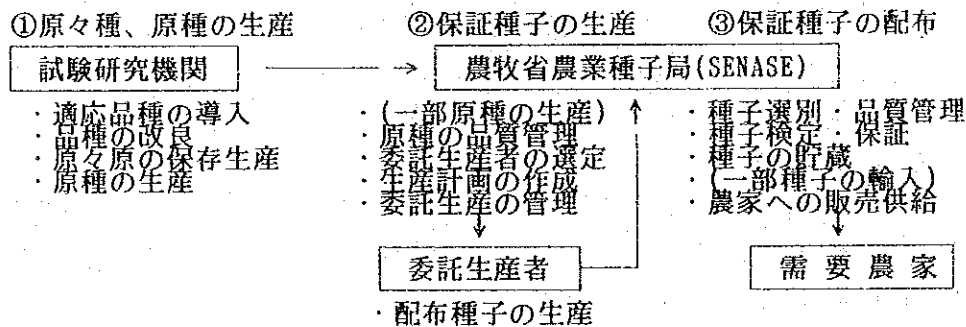 ①原々種、原種の生産 ②保証種子の生産 ③保証種子の配布
試験研究機関 農牧省農業種子局(SENASE)
・適応品種の導入
・品種の改良
・原々原の保存生産
・原種の生産
・(一部原種の生産)
・原種の品質管理
・委託生産者の選定
・生産計画の作成
・委託生産の管理
・種子選別・品質管理
・種子検定・保証
・種子の貯蔵
・(一部種子の輸入)
・農家への販売供給
委託生産者 需要農家
・配布種子の生産